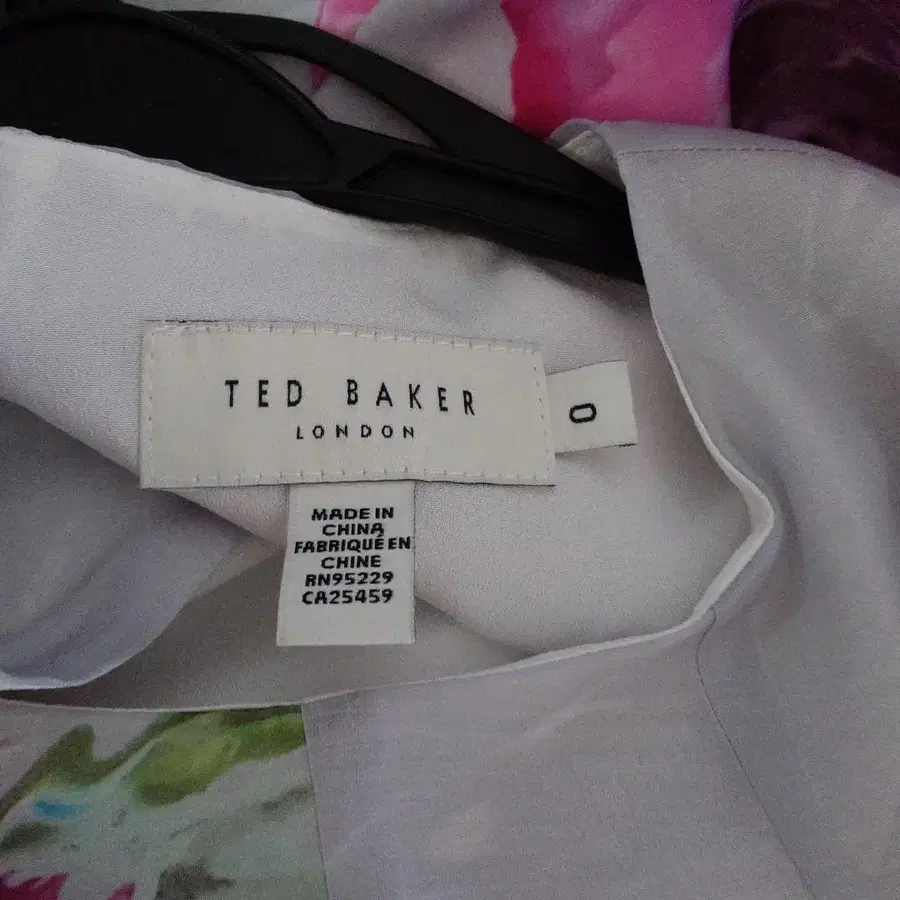 TED BAKER
LONDON
0
MADE IN
CHINA
FABRIQUÉ EN
CHINE
RN95229
CA25459